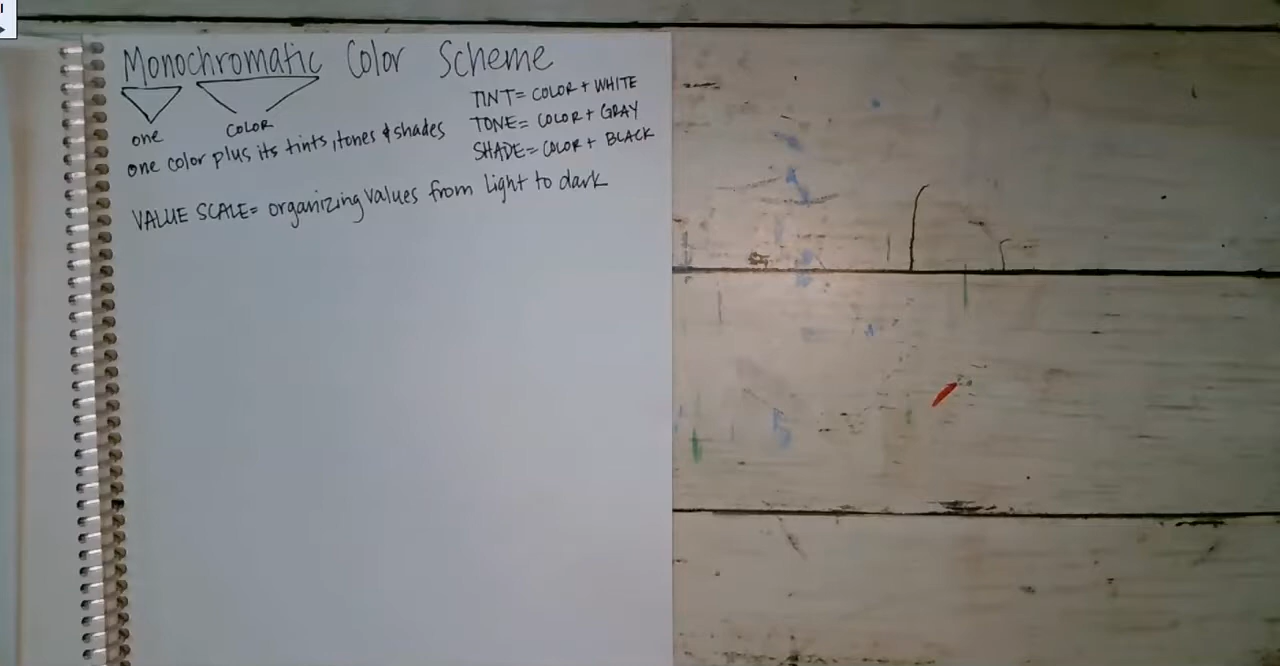 Monochromatic Color Scheme
one
COLOR
one color plus its tints, tones & shades
TINT= COLOR + WHITE
TONE= COLOR + GRAY
SHADE= COLOR + BLACK
VALUE SCALE= organizing values from light to dark